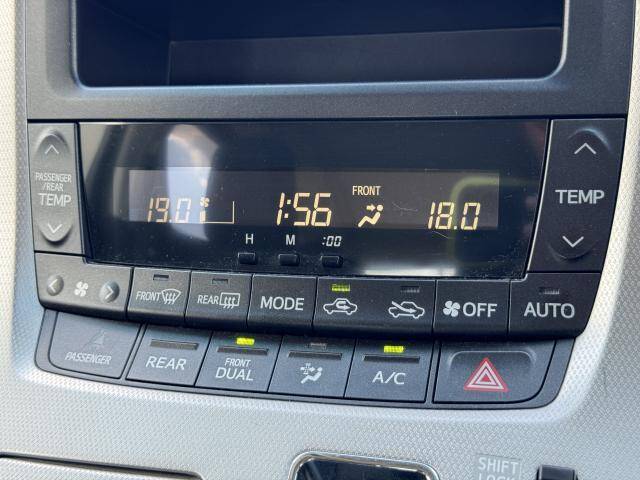 PASSENGER
/REAR
TEMP
19.0
1:56
FRONT
18.0
TEMP
H
M
:00
FRONT
REAR
MODE
OFF
AUTO
PASSENGER
REAR
FRONT
DUAL
A/C
SHIFT
LOCK